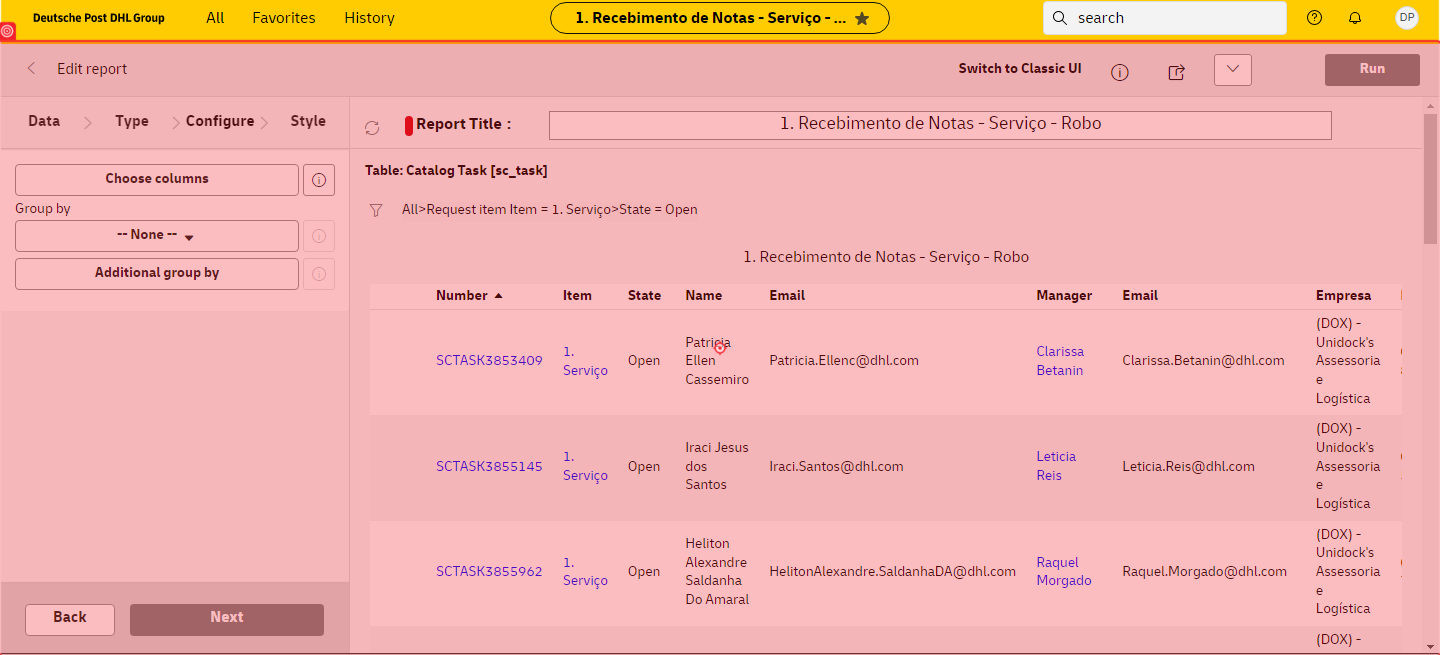 Deutsche Post DHL Group
All
Favorites
History
1. Recebimento de Notas - Serviço - ...
search
DP
Edit report
Switch to Classic UI
Run
Data
Type
Configure
Style
Report Title :
1. Recebimento de Notas - Serviço - Robo
Choose columns
Group by
-- None --
Additional group by
Back
Next
Table: Catalog Task [sc_task]
All>Request item Item = 1. Serviço>State = Open
1. Recebimento de Notas - Serviço - Robo
Number Item State Name Email Manager Email Empresa
SCTASK3853409
1.
Serviço
Open
Patricia
Ellen
Cassemiro
Patricia.Ellenc@dhl.com
Clarissa
Betanin
Clarissa.Betanin@dhl.com
(DOX) -
Unidock's
Assessoria
e
Logística
SCTASK3855145
1.
Serviço
Open
Iraci Jesus
dos
Santos
Iraci.Santos@dhl.com
Leticia
Reis
Leticia.Reis@dhl.com
(DOX) -
Unidock's
Assessoria
e
Logística
SCTASK3855962
1.
Serviço
Open
Heliton
Alexandre
Saldanha
Do Amaral
HelitonAlexandre.SaldanhaDA@dhl.com
Raquel
Morgado
Raquel.Morgado@dhl.com
(DOX) -
Unidock's
Assessoria
e
Logística
(DOX) -